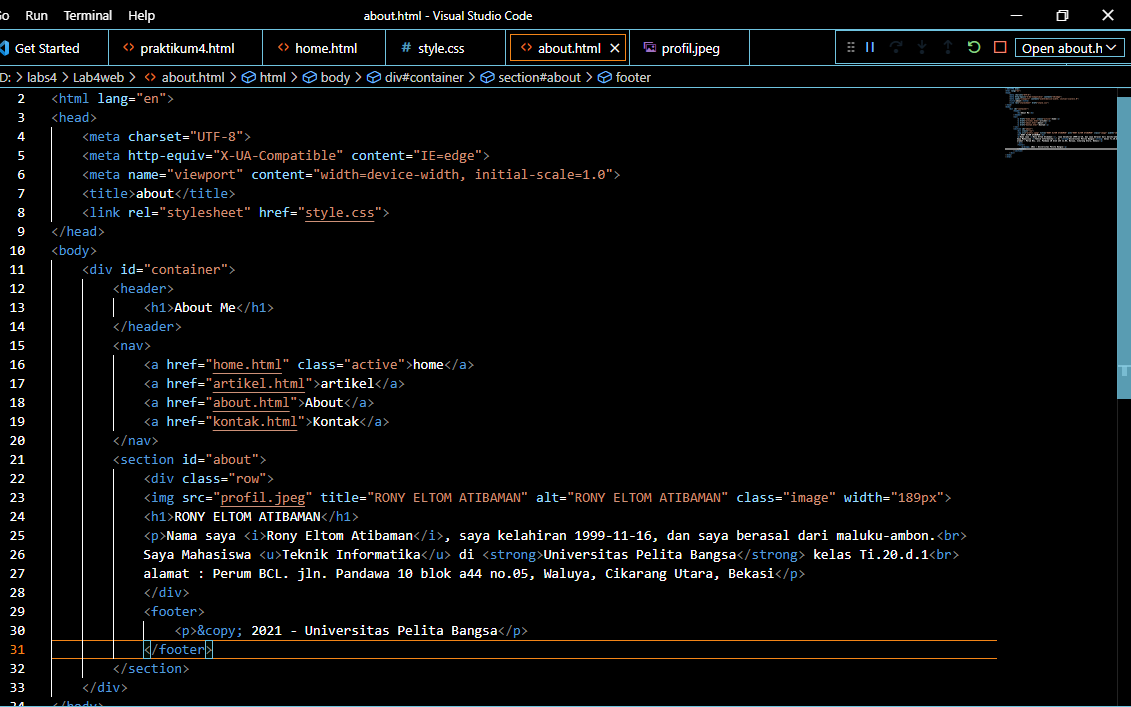 Run Terminal Help about.html - Visual Studio Code
Get Started praktikum4.html home.html # style.css about.html profil.jpeg Open about.h
D: > labs4 > Lab4web > about.html > html > body > div#container > section#about > footer
2 <html lang="en">
3 <head>
4 <meta charset="UTF-8">
5 <meta http-equiv="X-UA-Compatible" content="IE=edge">
6 <meta name="viewport" content="width=device-width, initial-scale=1.0">
7 <title>about</title>
8 <link rel="stylesheet" href="style.css">
9 </head>
10 <body>
11 <div id="container">
12 <header>
13 <h1>About Me</h1>
14 </header>
15 <nav>
16 <a href="home.html" class="active">home</a>
17 <a href="artikel.html">artikel</a>
18 <a href="about.html">About</a>
19 <a href="kontak.html">Kontak</a>
20 </nav>
21 <section id="about">
22 <div class="row">
23 <img src="profil.jpeg" title="RONY ELTOM ATIBAMAN" alt="RONY ELTOM ATIBAMAN" class="image" width="189px">
24 <h1>RONY ELTOM ATIBAMAN</h1>
25 <p>Nama saya <i>Rony Eltom Atibaman</i>, saya kelahiran 1999-11-16, dan saya berasal dari maluku-ambon.<br>
26 Saya Mahasiswa <u>Teknik Informatika</u> di <strong>Universitas Pelita Bangsa</strong> kelas Ti.20.d.1<br>
27 alamat : Perum BCL. jln. Pandawa 10 blok a44 no.05, Waluya, Cikarang Utara, Bekasi</p>
28 </div>
29 <footer>
30 <p>&copy; 2021 - Universitas Pelita Bangsa</p>
31 </footer>
32 </section>
33 </div>
34 </body>